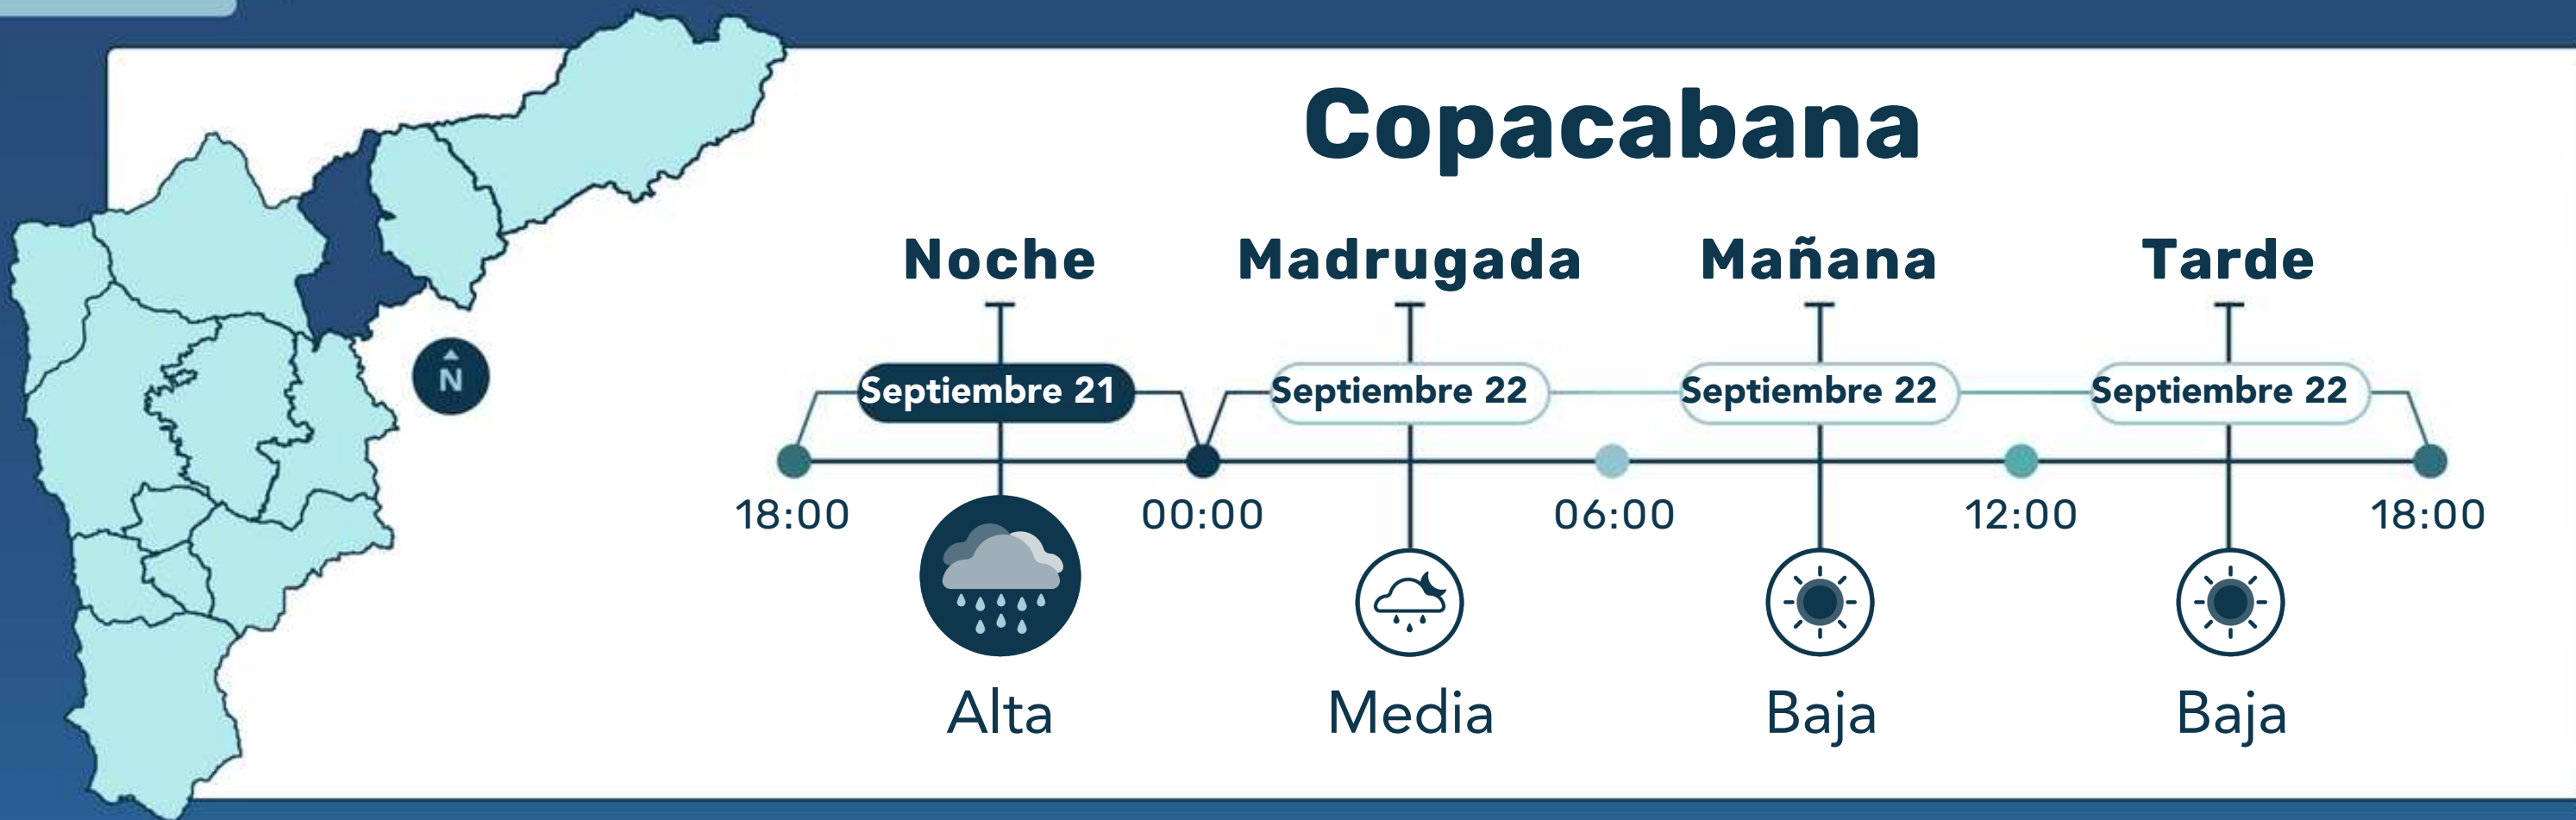 Copacabana
Noche Madrugada Mañana Tarde
Septiembre 21 Septiembre 22 Septiembre 22 Septiembre 22
N
18:00 00:00 06:00 12:00 18:00
Alta Media Baja Baja